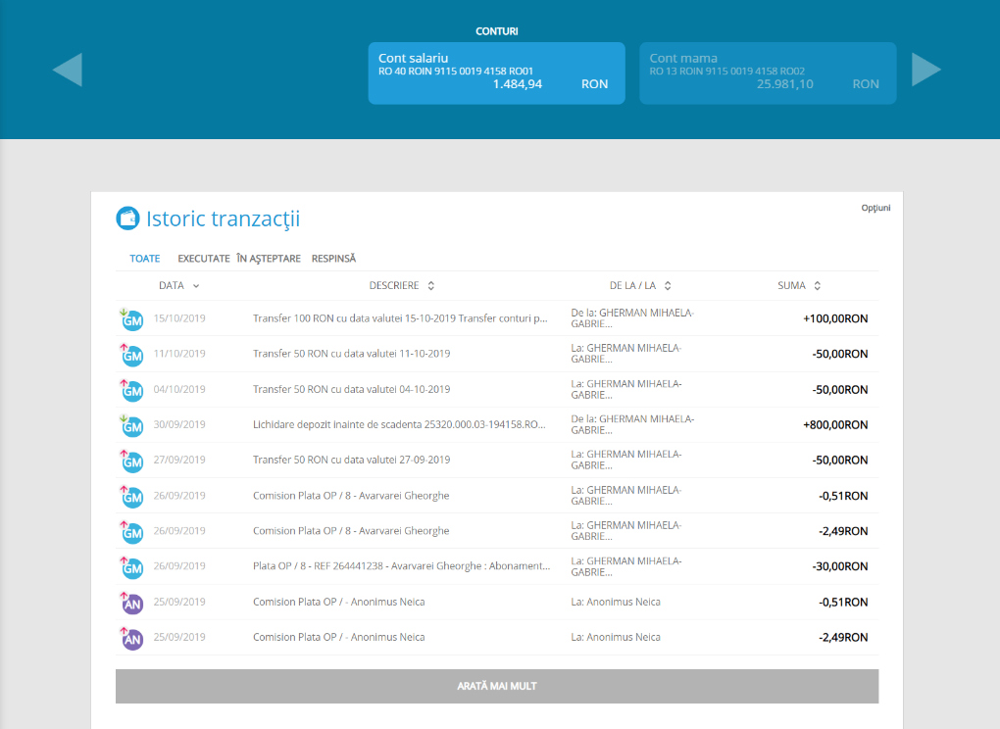 CONTURI
Cont salariu
RO 40 ROIN 9115 0019 4158 RO01
1.484,94 RON
Cont mama
RO 13 ROIN 9115 0019 4158 RO02
25.981,10 RON
Istoric tranzacţii
Opţiuni
TOATE EXECUTATE ÎN AŞTEPTARE RESPINSĂ
DATA DESCRIERE DE LA / LA SUMA
GM 15/10/2019 Transfer 100 RON cu data valutei 15-10-2019 Transfer conturi p... De la: GHERMAN MIHAELA-
GABRIE... +100,00RON
GM 11/10/2019 Transfer 50 RON cu data valutei 11-10-2019 La: GHERMAN MIHAELA-
GABRIE... -50,00RON
GM 04/10/2019 Transfer 50 RON cu data valutei 04-10-2019 La: GHERMAN MIHAELA-
GABRIE... -50,00RON
GM 30/09/2019 Lichidare depozit inainte de scadenta 25320.000.03-194158.RO... De la: GHERMAN MIHAELA-
GABRIE... +800,00RON
GM 27/09/2019 Transfer 50 RON cu data valutei 27-09-2019 La: GHERMAN MIHAELA-
GABRIE... -50,00RON
GM 26/09/2019 Comision Plata OP / 8 - Avarvarei Gheorghe La: GHERMAN MIHAELA-
GABRIE... -0,51RON
GM 26/09/2019 Comision Plata OP / 8 - Avarvarei Gheorghe La: GHERMAN MIHAELA-
GABRIE... -2,49RON
GM 26/09/2019 Plata OP / 8 - REF 264441238 - Avarvarei Gheorghe : Abonament... La: GHERMAN MIHAELA-
GABRIE... -30,00RON
AN 25/09/2019 Comision Plata OP / - Anonimus Neica La: Anonimus Neica -0,51RON
AN 25/09/2019 Comision Plata OP / - Anonimus Neica La: Anonimus Neica -2,49RON
ARATĂ MAI MULT